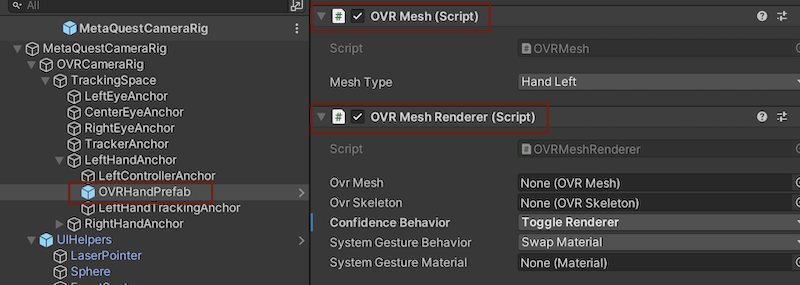 All
MetaQuestCameraRig
MetaQuestCameraRig
OVRCameraRig
TrackingSpace
LeftEyeAnchor
CenterEyeAnchor
RightEyeAnchor
TrackerAnchor
LeftHandAnchor
LeftControllerAnchor
OVRHandPrefab
LeftHandTrackingAnchor
RightHandAnchor
UIHelpers
LaserPointer
Sphere
# OVR Mesh (Script)
Script OVRMesh
Mesh Type Hand Left
# OVR Mesh Renderer (Script)
Script OVRMeshRenderer
Ovr Mesh None (OVR Mesh)
Ovr Skeleton None (OVR Skeleton)
Confidence Behavior Toggle Renderer
System Gesture Behavior Swap Material
System Gesture Material None (Material)